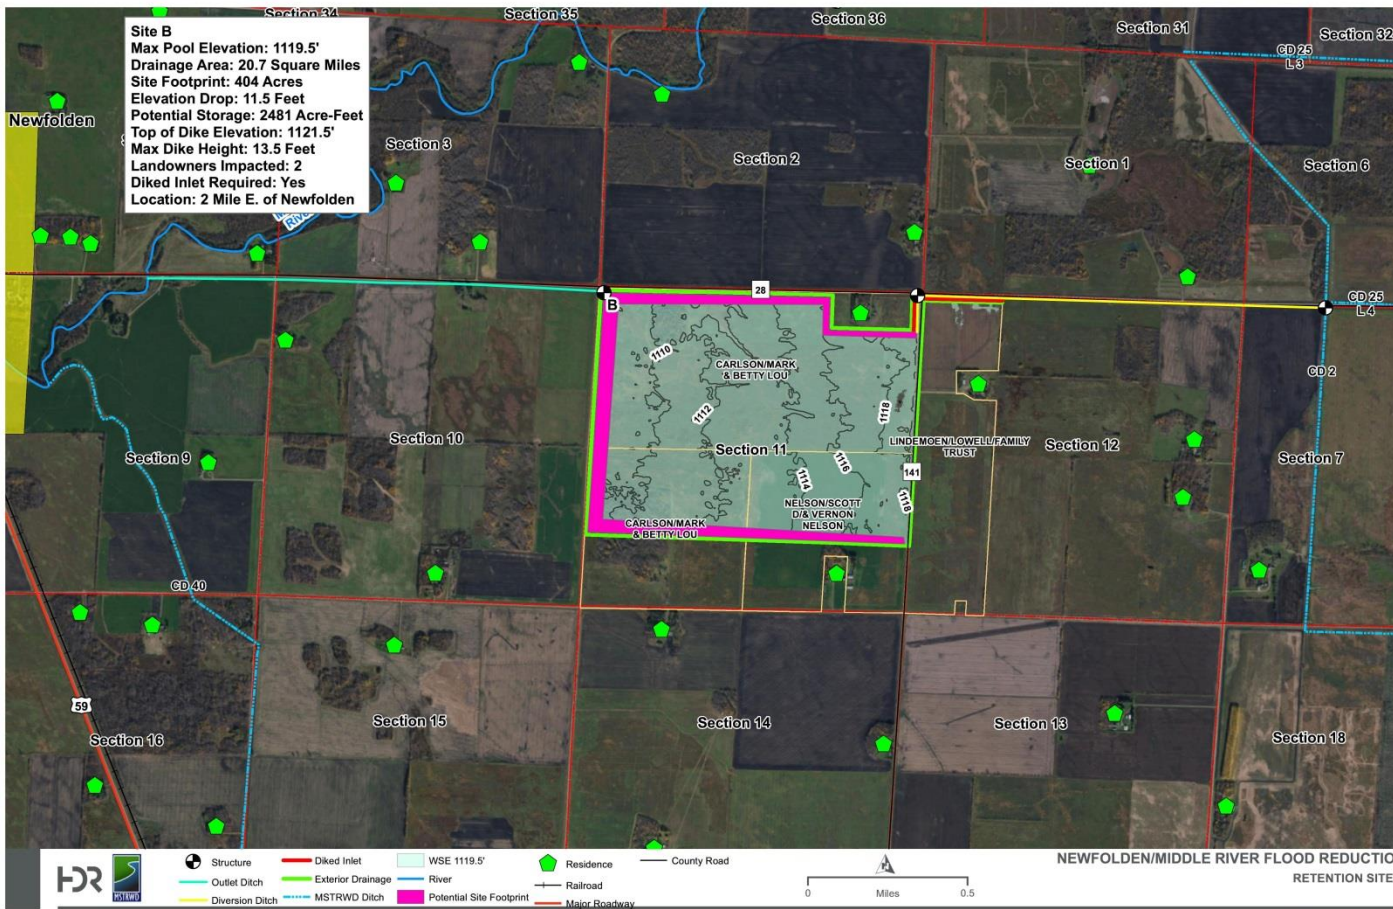 Section 34
Section 35
Section 36
Section 31
Section 32
CD 25
L 3
Site B
Max Pool Elevation: 1119.5'
Drainage Area: 20.7 Square Miles
Site Footprint: 404 Acres
Elevation Drop: 11.5 Feet
Potential Storage: 2481 Acre-Feet
Top of Dike Elevation: 1121.5'
Max Dike Height: 13.5 Feet
Landowners Impacted: 2
Diked Inlet Required: Yes
Location: 2 Mile E. of Newfolden
Newfolden
Section 3
Section 2
Section 1
Section 6
28
B
CD 25
L 4
1110
CARLSON/MARK
& BETTY LOU
CD 2
1112
1118
Section 10
Section 11
LINDEMOEN/LOWELL/FAMILY
TRUST
Section 12
Section 9
Section 7
1116
141
1114
1118
NELSON/SCOTT
D/& VERNON
NELSON
CARLSON/MARK
& BETTY LOU
CD 40
59
Section 16
Section 15
Section 14
Section 13
Section 18
HDR
MSTRWD
Structure
Outlet Ditch
Diversion Ditch
Diked Inlet
Exterior Drainage
MSTRWD Ditch
WSE 1119.5'
River
Potential Site Footprint
Residence
Railroad
Major Roadway
County Road
0
Miles
0.5
NEWFOLDEN/MIDDLE RIVER FLOOD REDUCTIO
RETENTION SITE